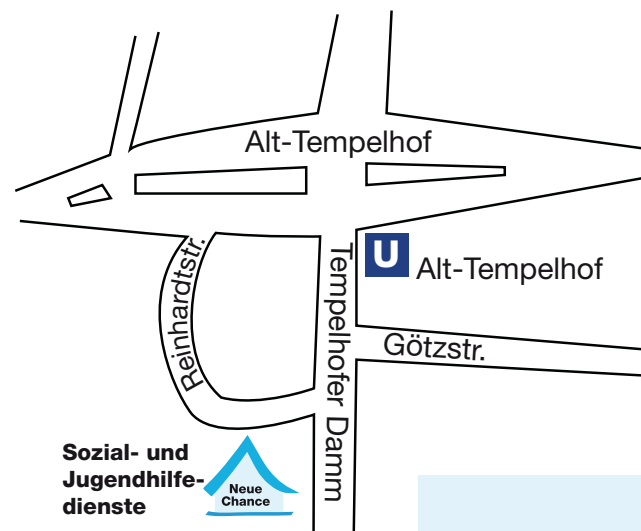 Alt-Tempelhof
U
Alt-Tempelhof
Reinhardtstr.
Tempelhofer Damm
Götzstr.
Sozial- und
Jugendhilfe-
dienste
Neue
Chance